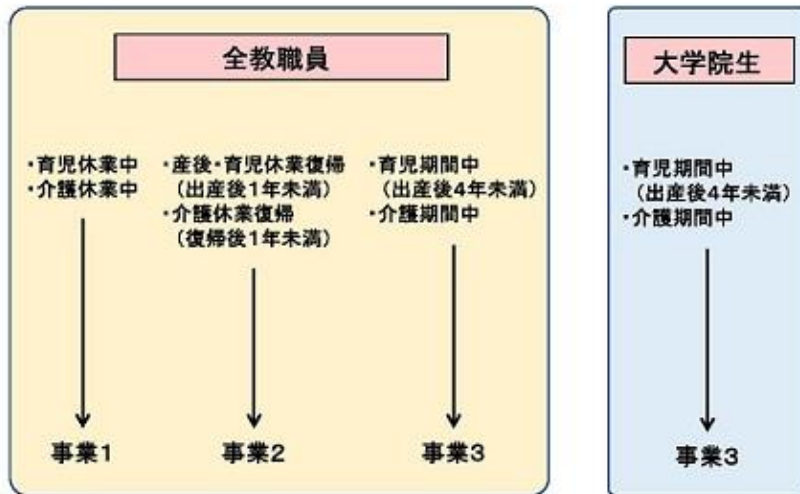 全教職員
・育児休業中
・介護休業中
事業1
・産後・育児休業復帰
(出産後1年未満)
・介護休業復帰
(復帰後1年未満)
事業2
・育児期間中
(出産後4年未満)
・介護期間中
事業3
大学院生
・育児期間中
(出産後4年未満)
・介護期間中
事業3